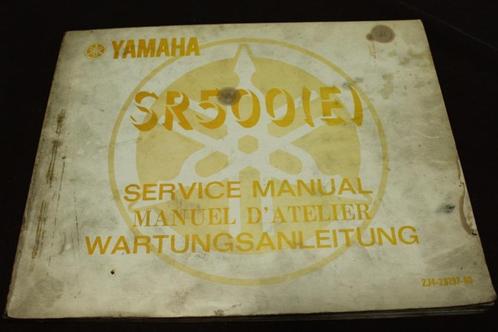 YAMAHA
SR500(E)
SERVICE MANUAL
MANUEL D'ATELIER
WARTUNGSANLEITUNG